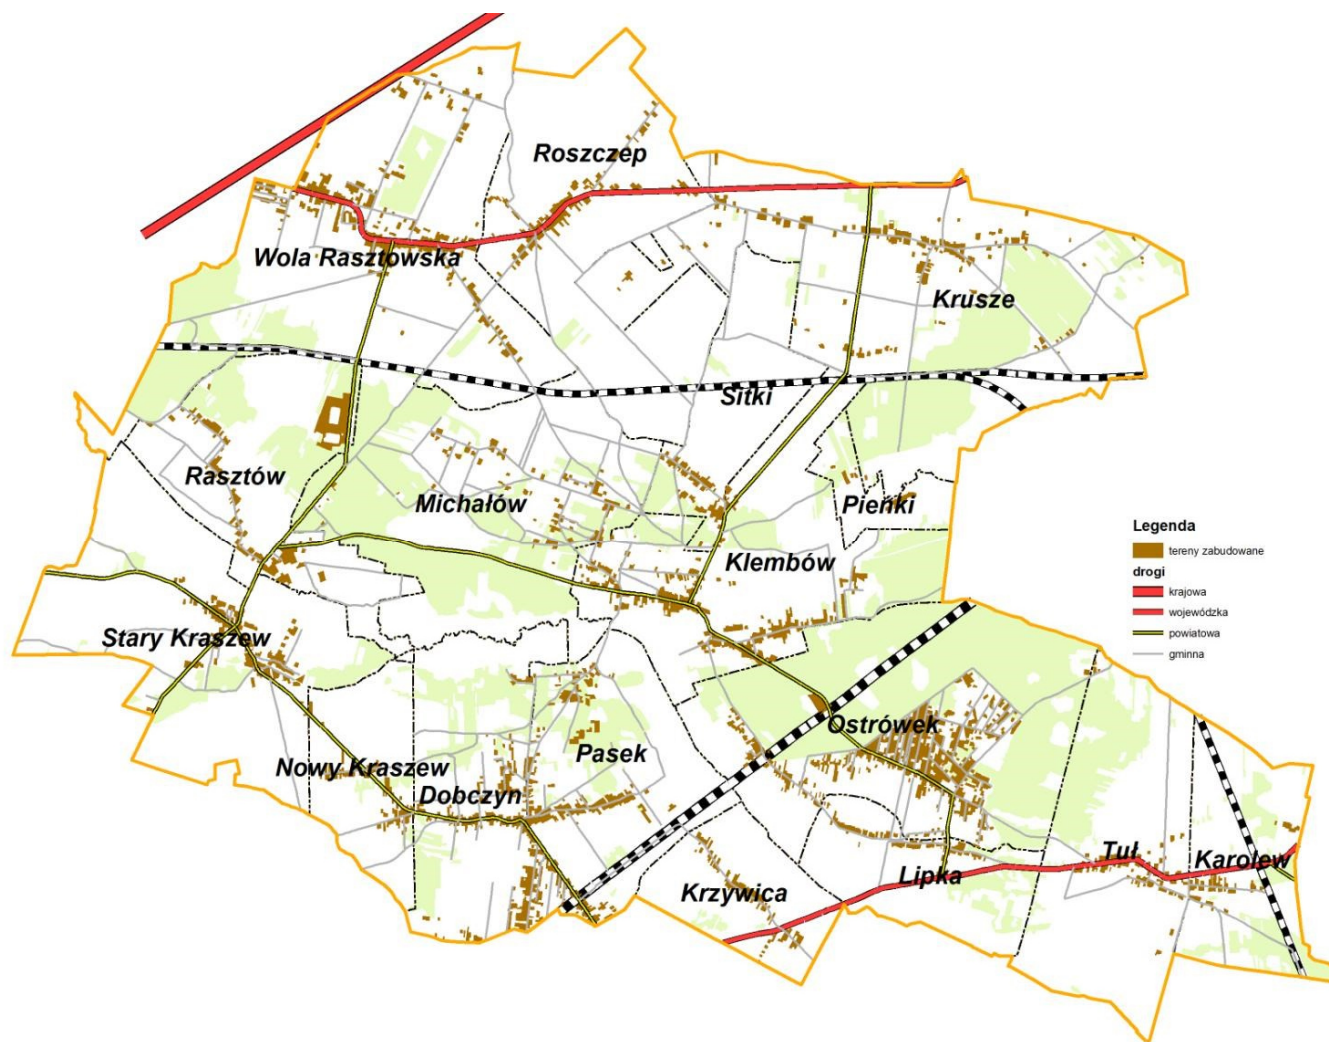 Roszczep
Wola Rasztowska
Krusze
Sitki
Rasztów
Michałów
Pieńki
Legenda
tereny zabudowane
drogi
krajowa
wojewódzka
powiatowa
gminna
Klembów
Stary Kraszew
Ostrówek
Pasek
Nowy Kraszew
Dobczyn
Tuł
Karolew
Lipka
Krzywica